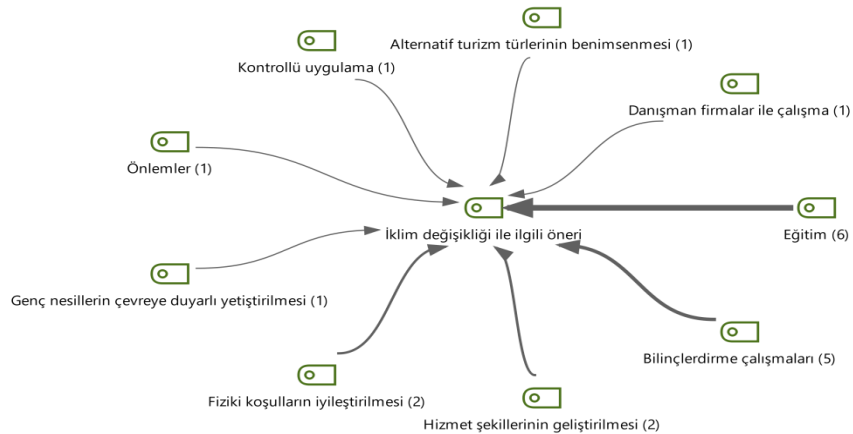 Alternatif turizm türlerinin benimsenmesi (1)
Kontrollü uygulama (1)
Danışman firmalar ile çalışma (1)
Önlemler (1)
İklim değişikliği ile ilgili öneri
Eğitim (6)
Genç nesillerin çevreye duyarlı yetiştirilmesi (1)
Bilinçlerdirme çalışmaları (5)
Fiziki koşulların iyileştirilmesi (2)
Hizmet şekillerinin geliştirilmesi (2)